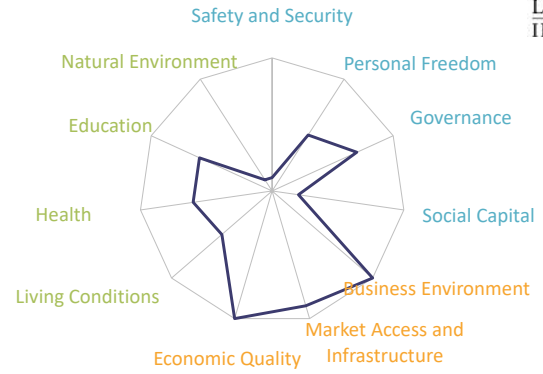 Safety and Security
Natural Environment
Personal Freedom
Education
Governance
Health
Social Capital
Business Environment
Living Conditions
Market Access and
Infrastructure
Economic Quality